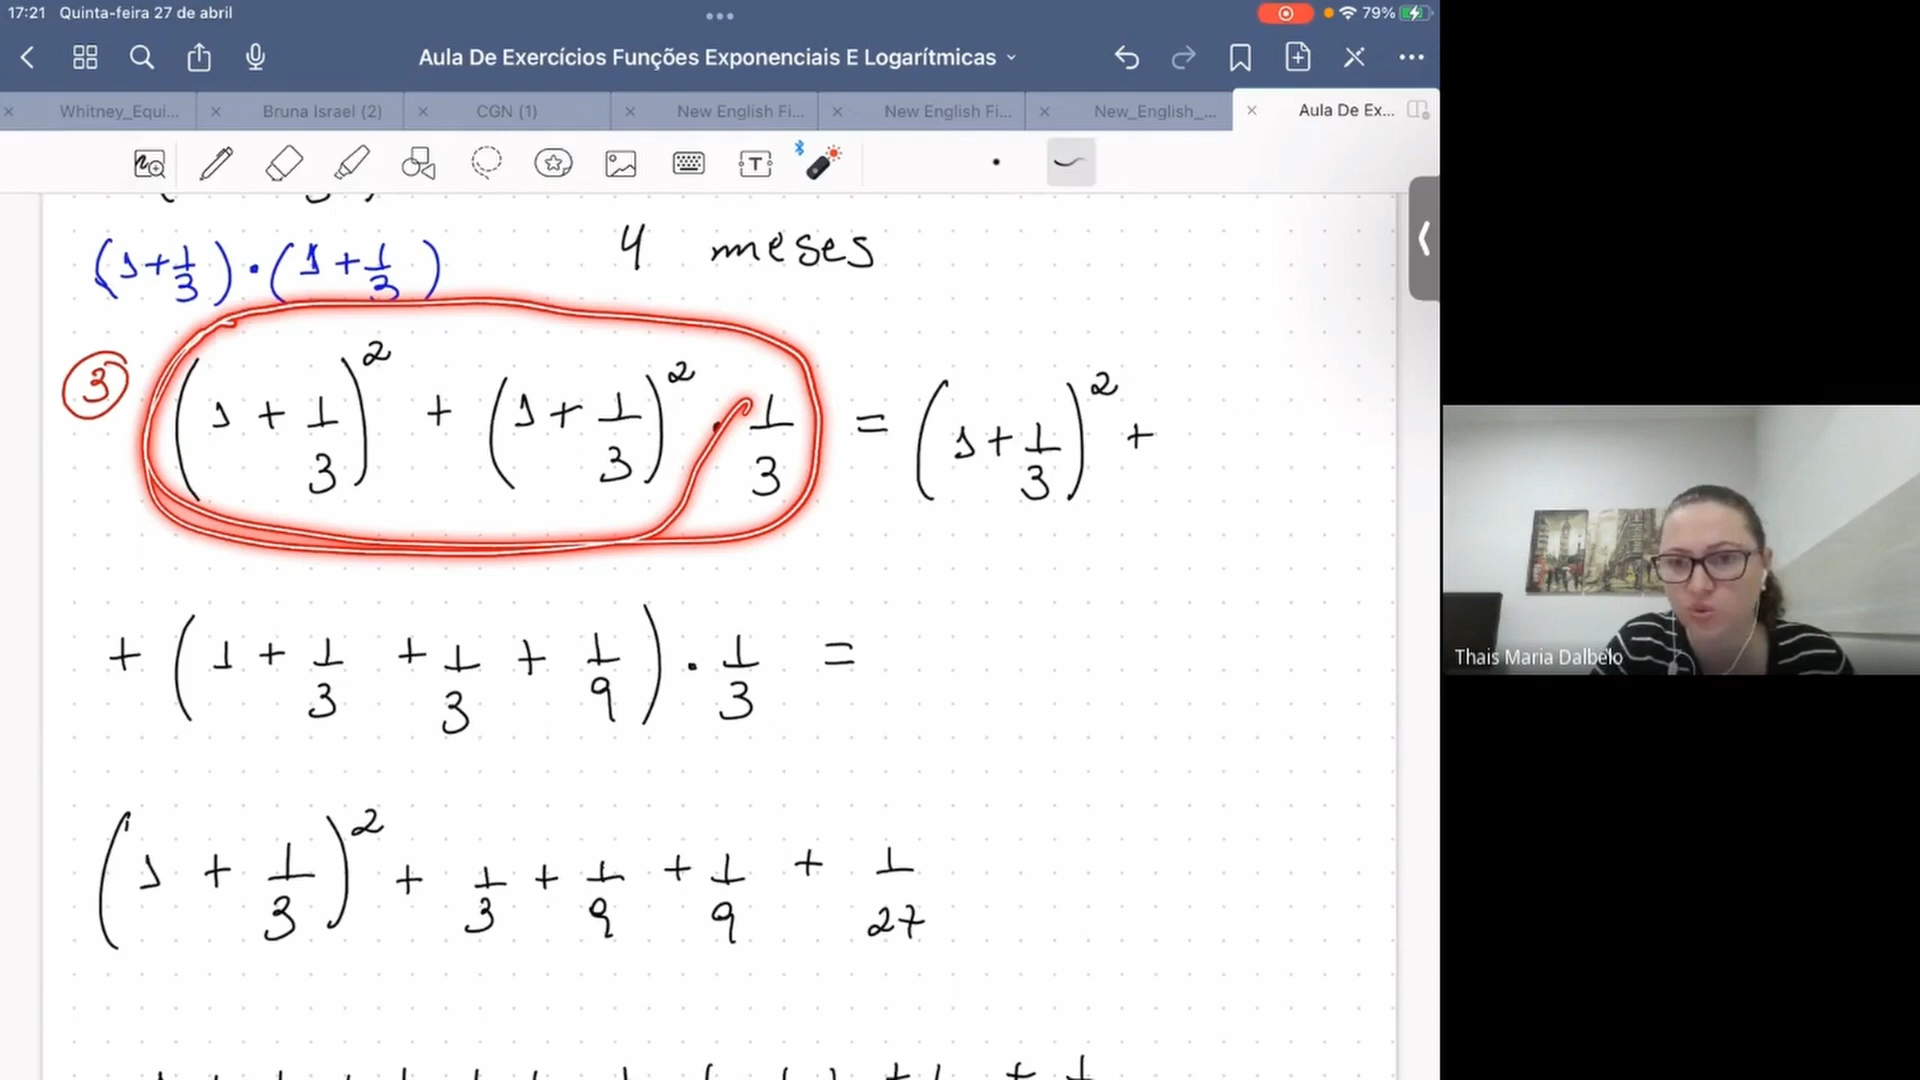 17:21 Quinta-feira 27 de abril
79%
Aula De Exercícios Funções Exponenciais E Logarítmicas
Whitney_Equi...
Bruna Israel (2)
CGN (1)
New English Fi...
New English Fi...
New_English_...
Aula De Ex...
T
(1+1/3)·(1+1/3)
4 meses
3
(1+1/3)² + (1+1/3)² · 1/3 = (1+1/3)² +
+ (1 + 1/3 + 1/3 + 1/9) · 1/3 =
(1 + 1/3)² + 1/3 + 1/9 + 1/9 + 1/27
Thais Maria Dalbelo